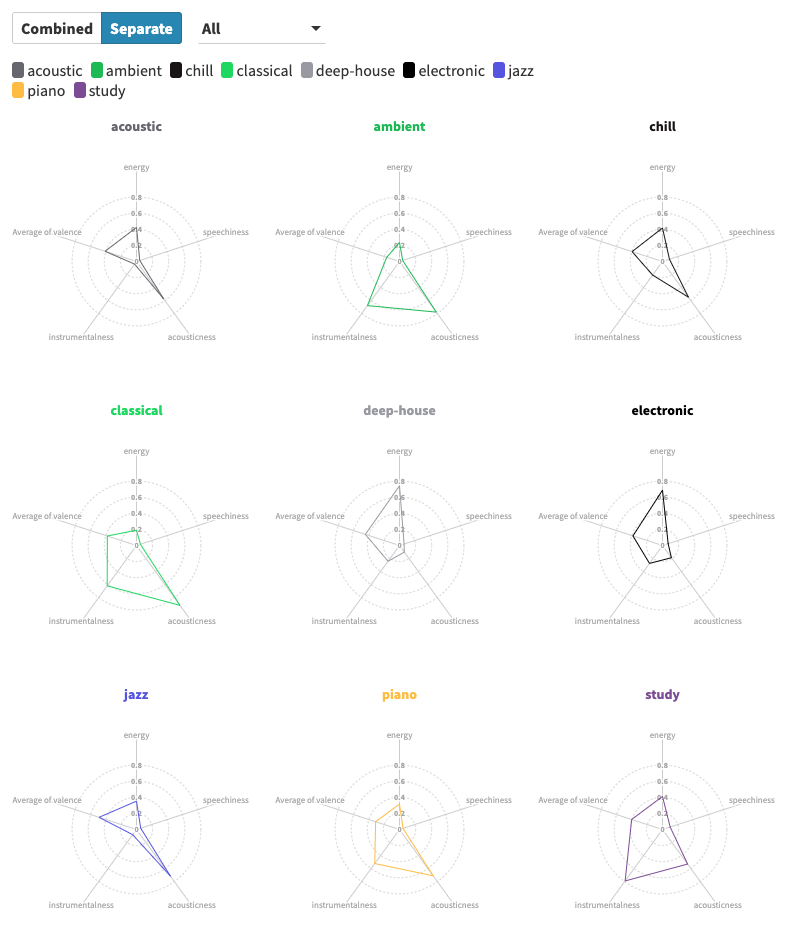 Combined Separate All
acoustic ambient chill classical deep-house electronic jazz
piano study
acoustic ambient chill
energy energy energy
0.8 0.8 0.8
0.6 0.6 0.6
Average of valence 0.4 speechiness Average of valence 0.4 speechiness Average of valence 0.4 speechiness
0.2 0.2 0.2
0 0 0
instrumentalness acousticness instrumentalness acousticness instrumentalness acousticness
classical deep-house electronic
energy energy energy
0.8 0.8 0.8
0.6 0.6 0.6
Average of valence 0.4 speechiness Average of valence 0.4 speechiness Average of valence 0.4 speechiness
0.2 0.2 0.2
0 0 0
instrumentalness acousticness instrumentalness acousticness instrumentalness acousticness
jazz piano study
energy energy energy
0.8 0.8 0.8
0.6 0.6 0.6
Average of valence 0.4 speechiness Average of valence 0.4 speechiness Average of valence 0.4 speechiness
0.2 0.2 0.2
0 0 0
instrumentalness acousticness instrumentalness acousticness instrumentalness acousticness